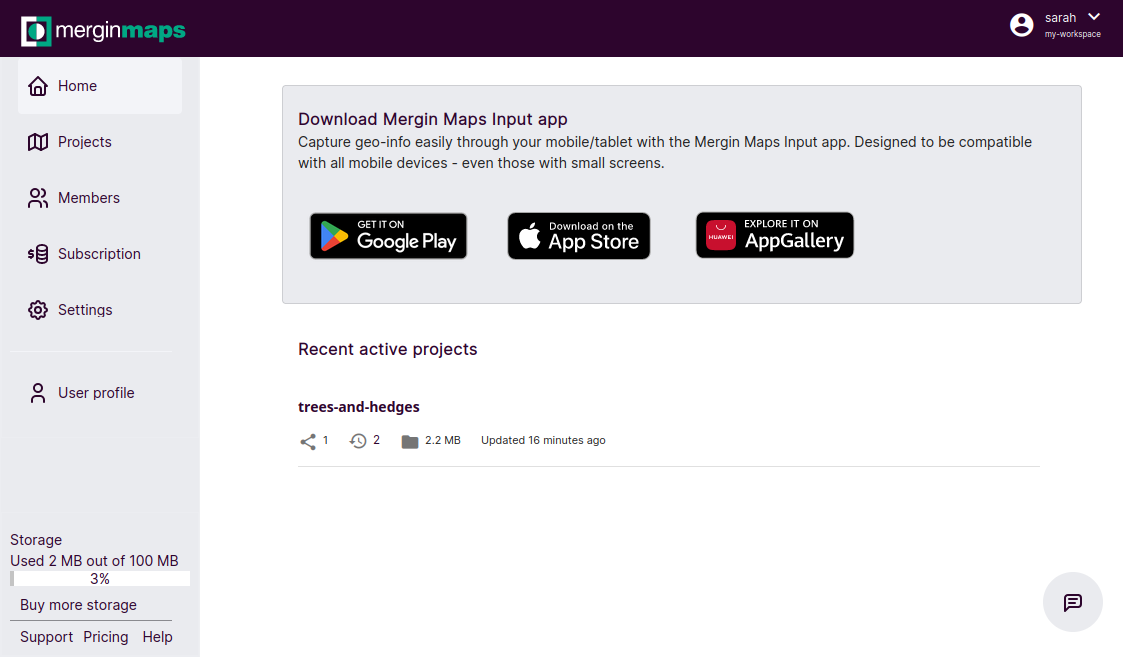 merginmaps
sarah
my-workspace
Home
Projects
Members
Subscription
Settings
User profile
Storage
Used 2 MB out of 100 MB
3%
Buy more storage
Support Pricing Help
Download Mergin Maps Input app
Capture geo-info easily through your mobile/tablet with the Mergin Maps Input app. Designed to be compatible
with all mobile devices - even those with small screens.
GET IT ON
Google Play
Download on the
App Store
HUAWEI
EXPLORE IT ON
AppGallery
Recent active projects
trees-and-hedges
1 2 2.2 MB Updated 16 minutes ago